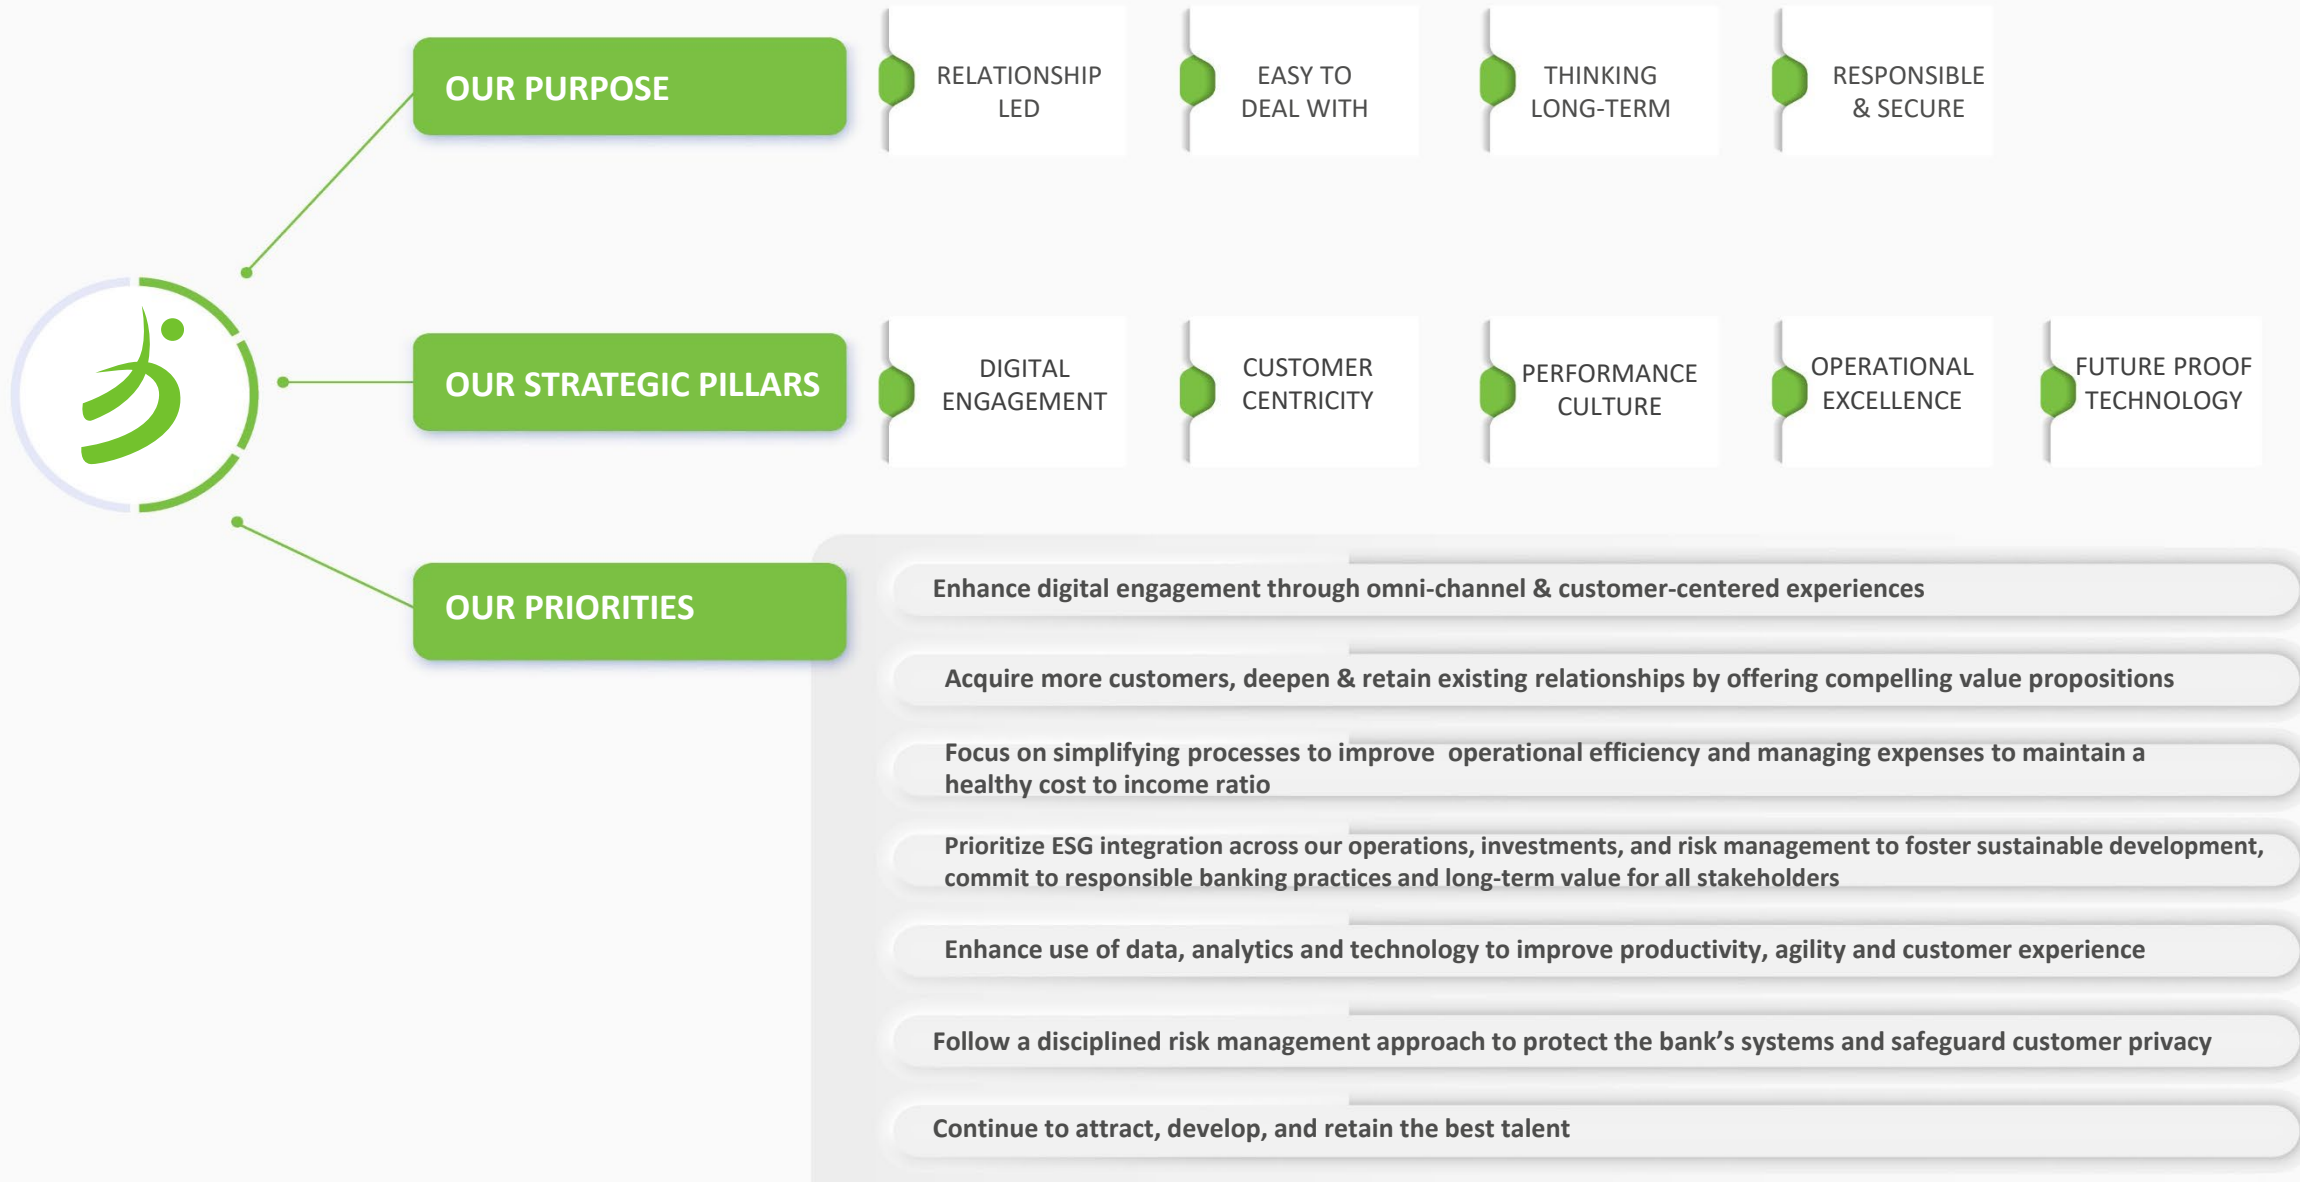 OUR PURPOSE
RELATIONSHIP
LED
EASY TO
DEAL WITH
THINKING
LONG-TERM
RESPONSIBLE
& SECURE
OUR STRATEGIC PILLARS
DIGITAL
ENGAGEMENT
CUSTOMER
CENTRICITY
PERFORMANCE
CULTURE
OPERATIONAL
EXCELLENCE
FUTURE PROOF
TECHNOLOGY
OUR PRIORITIES
Enhance digital engagement through omni-channel & customer-centered experiences
Acquire more customers, deepen & retain existing relationships by offering compelling value propositions
Focus on simplifying processes to improve operational efficiency and managing expenses to maintain a
healthy cost to income ratio
Prioritize ESG integration across our operations, investments, and risk management to foster sustainable development,
commit to responsible banking practices and long-term value for all stakeholders
Enhance use of data, analytics and technology to improve productivity, agility and customer experience
Follow a disciplined risk management approach to protect the bank’s systems and safeguard customer privacy
Continue to attract, develop, and retain the best talent